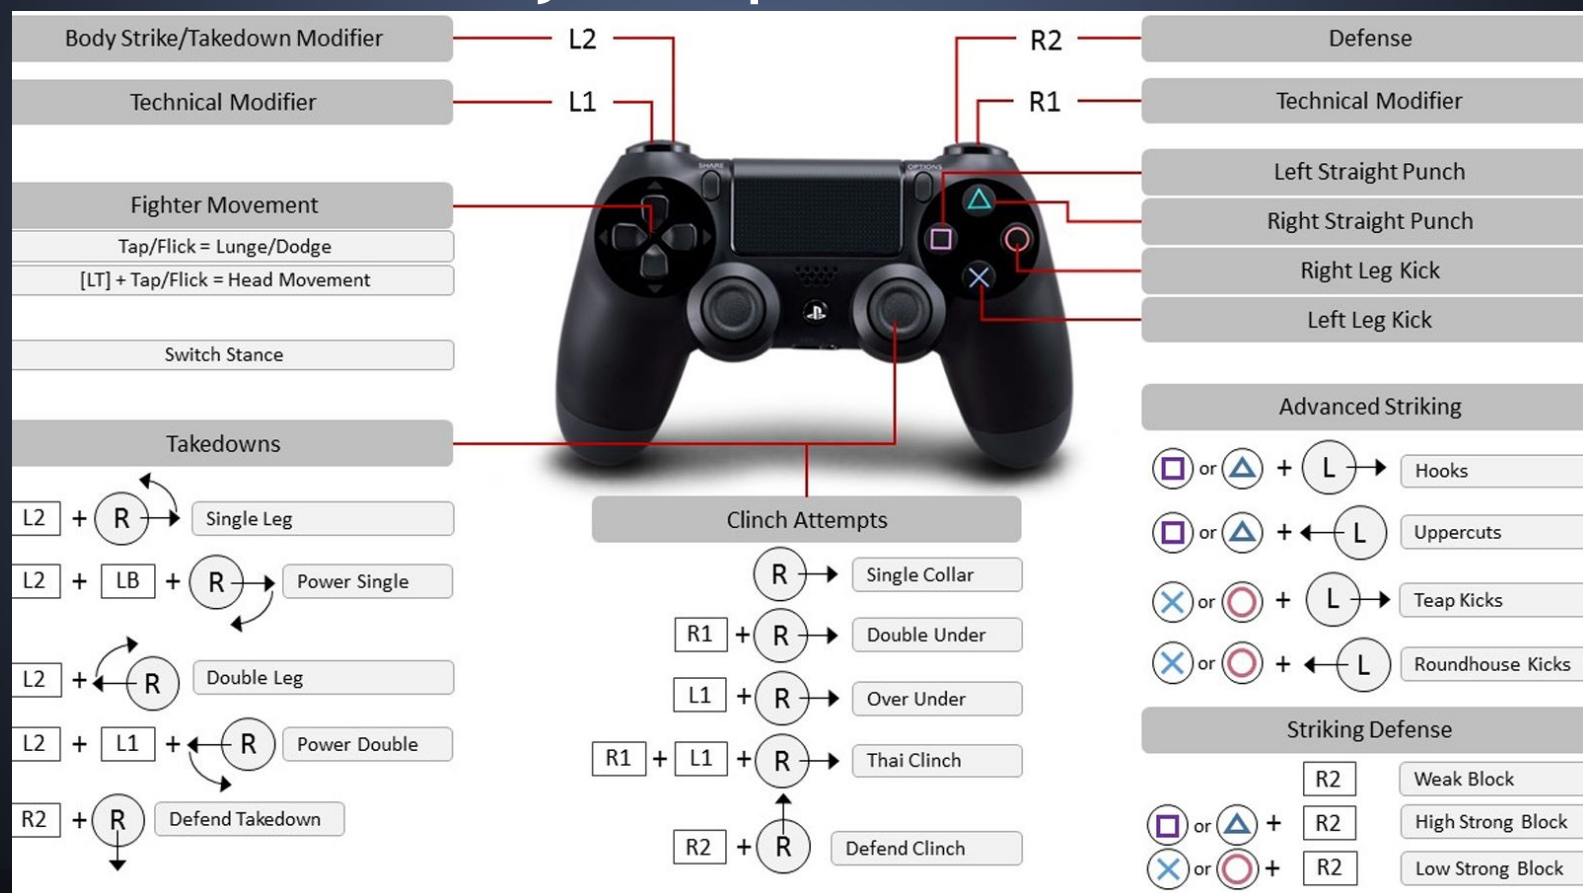 Body Strike/Takedown Modifier
L2
R2
Defense
Technical Modifier
L1
R1
Technical Modifier
SHARE
OPTIONS
Left Straight Punch
Fighter Movement
Right Straight Punch
Tap/Flick = Lunge/Dodge
[LT] + Tap/Flick = Head Movement
Right Leg Kick
Left Leg Kick
Switch Stance
Takedowns
L2 + R Single Leg
L2 + LB + R Power Single
L2 + R Double Leg
L2 + L1 + R Power Double
R2 + R Defend Takedown
Clinch Attempts
R Single Collar
R1 + R Double Under
L1 + R Over Under
R1 + L1 + R Thai Clinch
R2 + R Defend Clinch
Advanced Striking
or + L Hooks
or + L Uppercuts
or + L Teap Kicks
or + L Roundhouse Kicks
Striking Defense
R2 Weak Block
or + R2 High Strong Block
or + R2 Low Strong Block